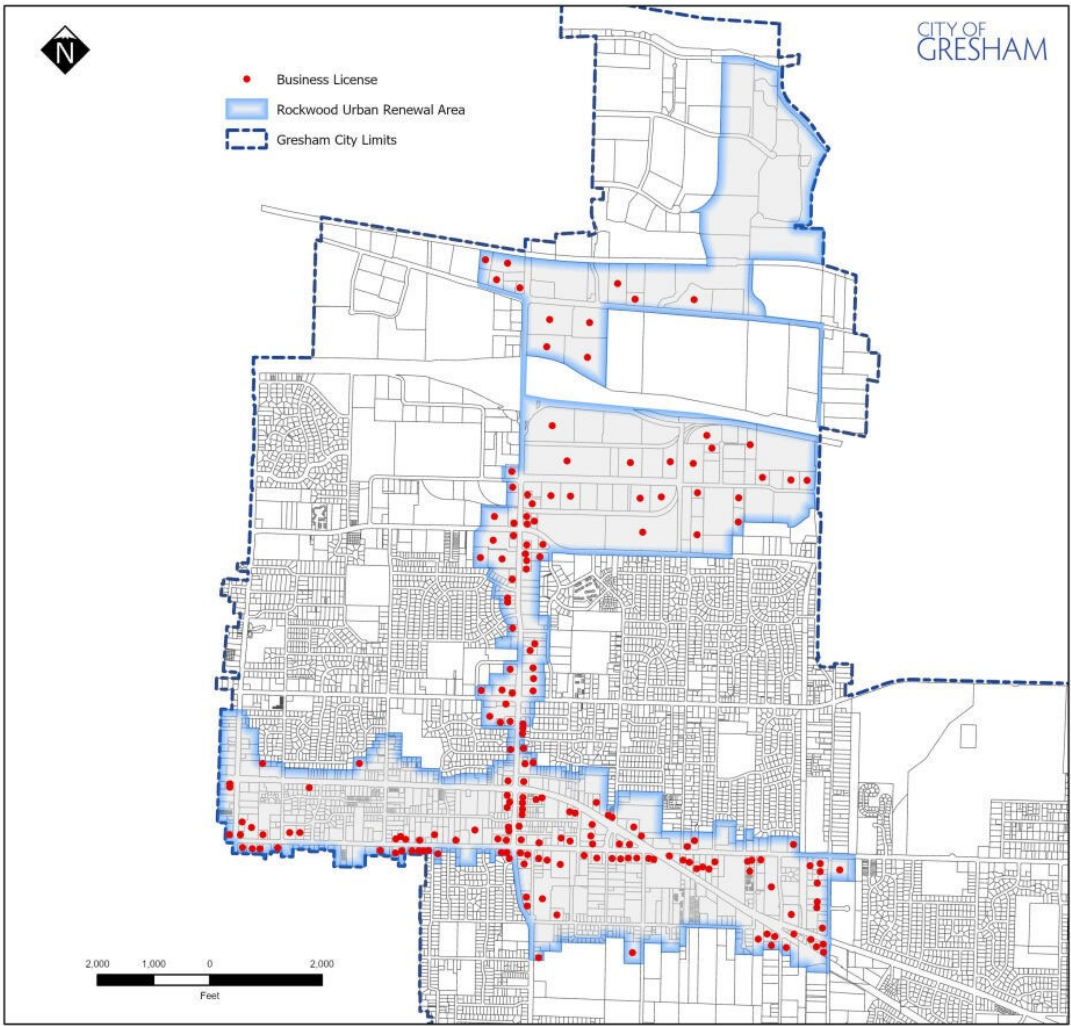 N
CITY OF
GRESHAM
Business License
Rockwood Urban Renewal Area
Gresham City Limits
2,000 1,000 0 2,000
Feet